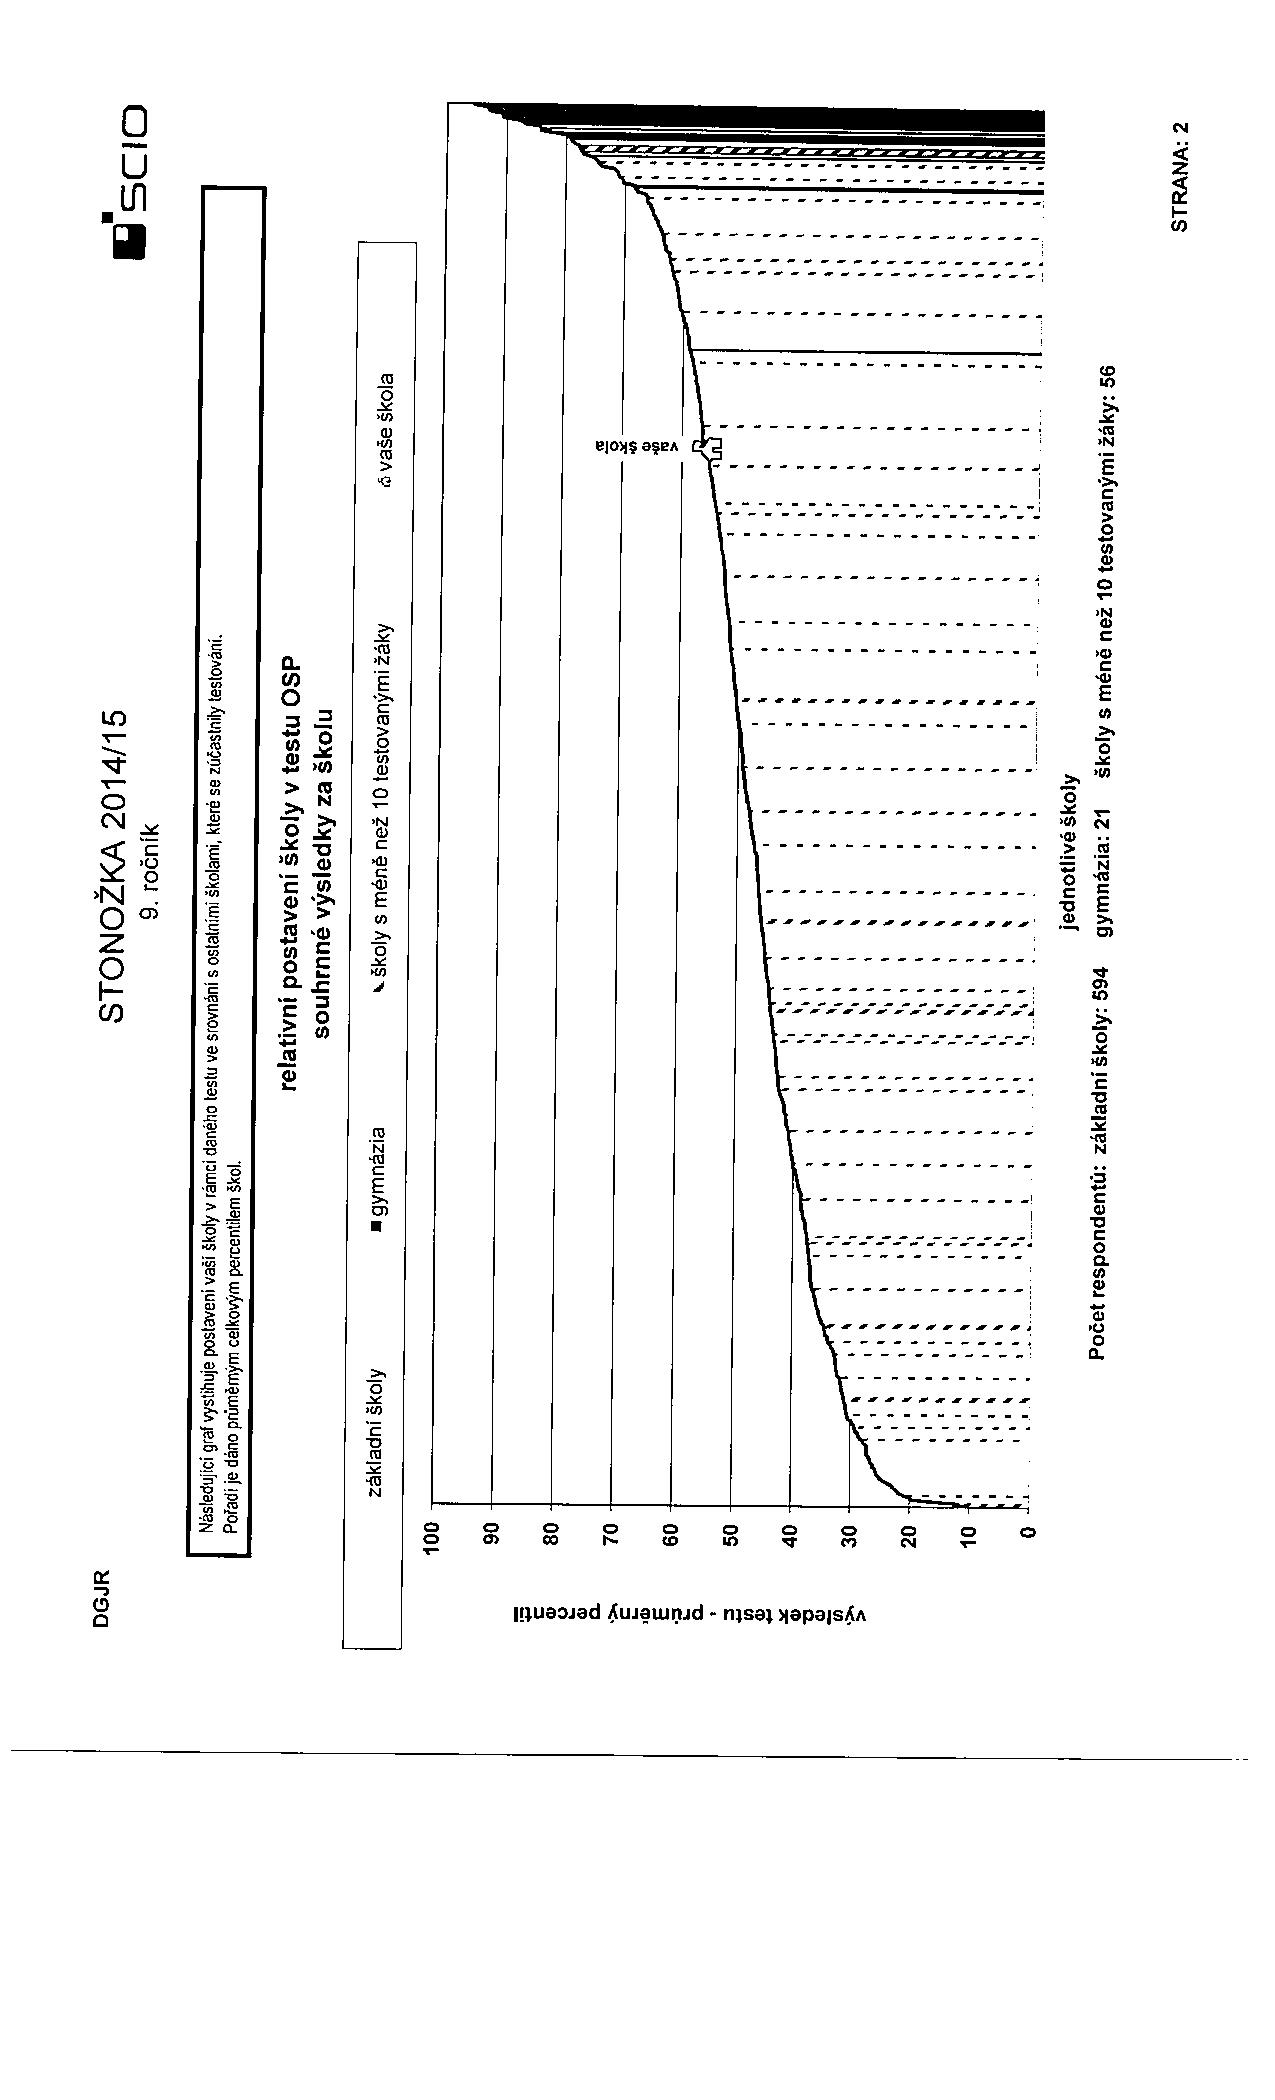 DGJR
STONOŽKA 2014/15
9. ročník
SCIO
Následující graf vystihuje postavení vaší školy v rámci daného testu ve srovnání s ostatními školami, které se zúčastnily testování.
Pořadí je dáno průměrným celkovým percentilem škol.
relativní postavení školy v testu OSP
souhrnné výsledky za školu
základní školy gymnázia školy s méně než 10 testovanými žáky vaše škola
výsledek testu - průměrný percentil
100
90
80
70
60
50
40
30
20
10
0
vaše škola
jednotlivé školy
Počet respondentů: základní školy: 594 gymnázia: 21 školy s méně než 10 testovanými žáky: 56
STRANA: 2